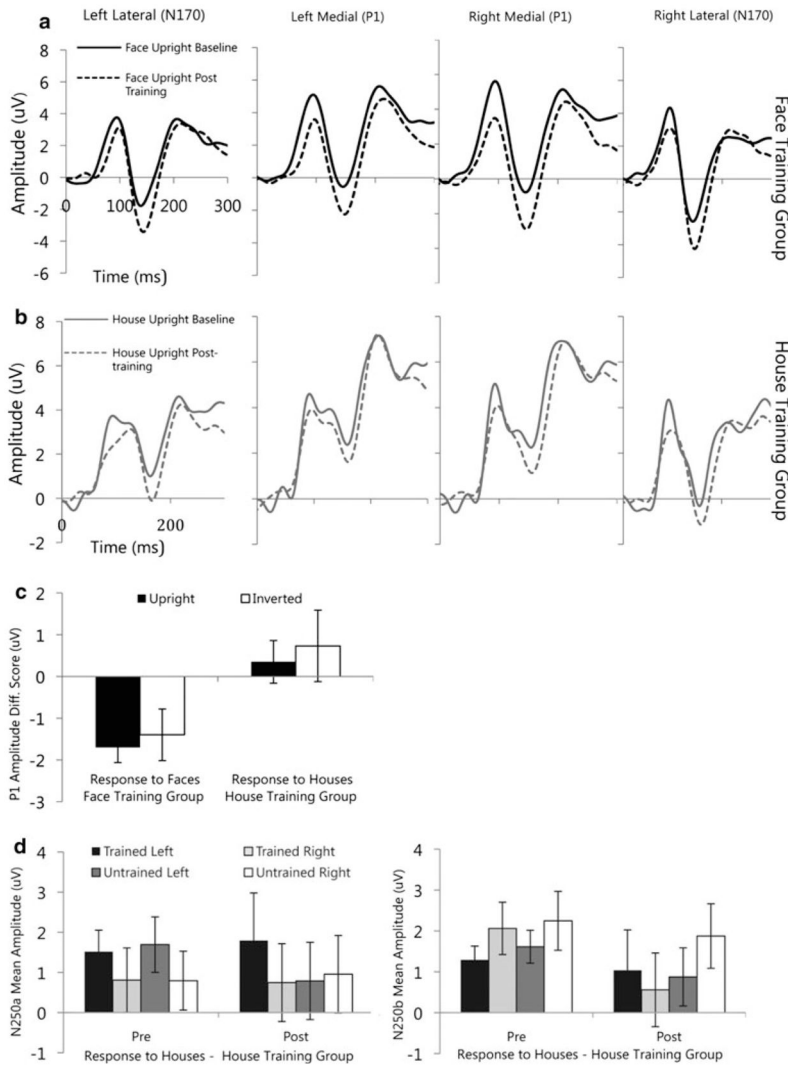 Left Lateral (N170)
Left Medial (P1)
Right Medial (P1)
Right Lateral (N170)
a
Face Upright Baseline
Face Upright Post
Training
8
6
4
2
0
-2
-4
-6
Amplitude (uV)
0
100
200
300
Time (ms)
Face Training Group
b
House Upright Baseline
House Upright Post-
training
8
6
4
2
0
-2
Amplitude (uV)
0
200
Time (ms)
House Training Group
c
Upright
Inverted
2
1
0
-1
-2
-3
P1 Amplitude Diff. Score (uV)
Response to Faces
Face Training Group
Response to Houses
House Training Group
d
Trained Left
Trained Right
Untrained Left
Untrained Right
4
3
2
1
0
-1
N250a Mean Amplitude (uV)
Pre
Post
Response to Houses - House Training Group
4
3
2
1
0
-1
N250b Mean Amplitude (uV)
Pre
Post
Response to Houses - House Training Group